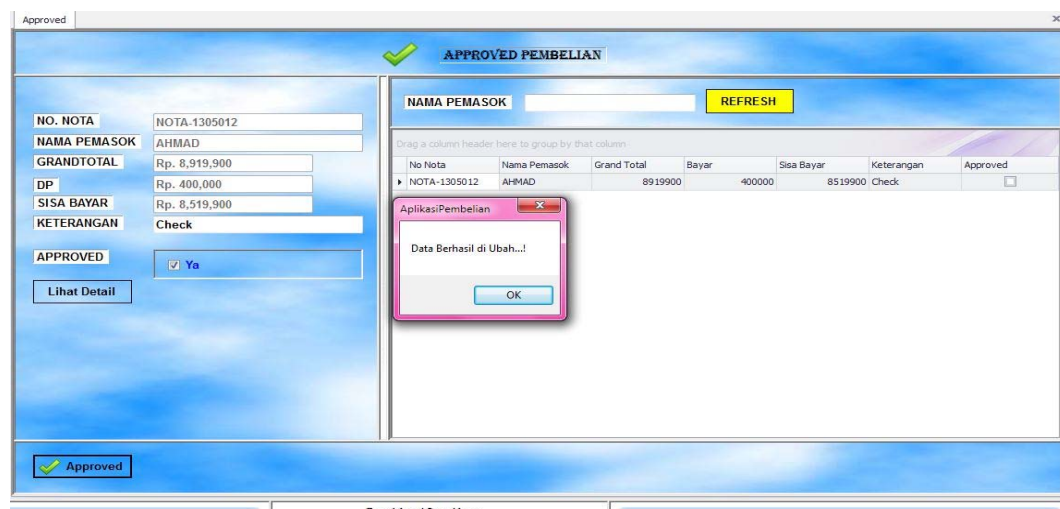 Approved
APPROVED PEMBELIAN
NO. NOTA NOTA-1305012
NAMA PEMASOK AHMAD
GRANDTOTAL Rp. 8,919,900
DP Rp. 400,000
SISA BAYAR Rp. 8,519,900
KETERANGAN Check
APPROVED Ya
Lihat Detail
NAMA PEMASOK REFRESH
Drag a column header here to group by that column
No Nota Nama Pemasok Grand Total Bayar Sisa Bayar Keterangan Approved
NOTA-1305012 AHMAD 8919900 400000 8519900 Check
AplikasiPembelian
Data Berhasil di Ubah...!
OK
Approved